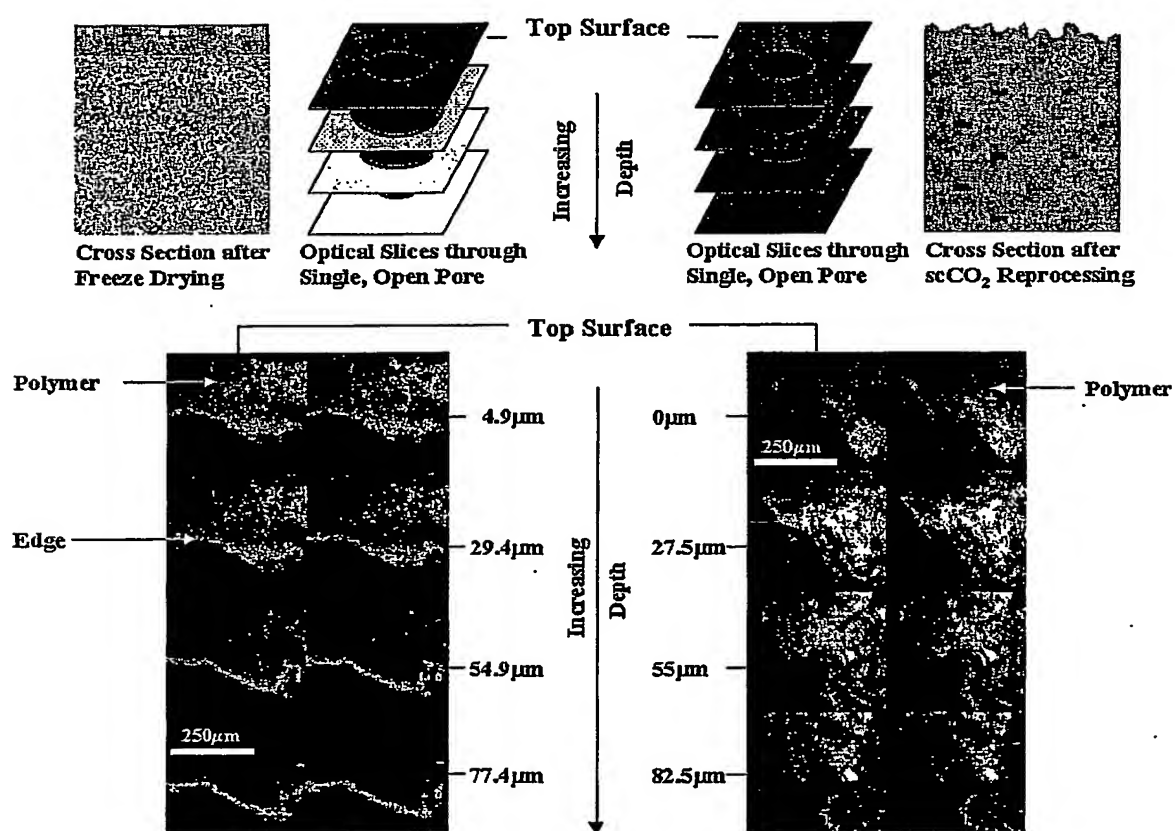 Top Surface
Increasing
Depth
Cross Section after
Freeze Drying
Optical Slices through
Single, Open Pore
Optical Slices through
Single, Open Pore
Cross Section after
scCO₂ Reprocessing
Top Surface
Polymer
4.9µm
0µm
Polymer
250µm
Edge
29.4µm
27.5µm
Increasing
Depth
54.9µm
55µm
250µm
77.4µm
82.5µm